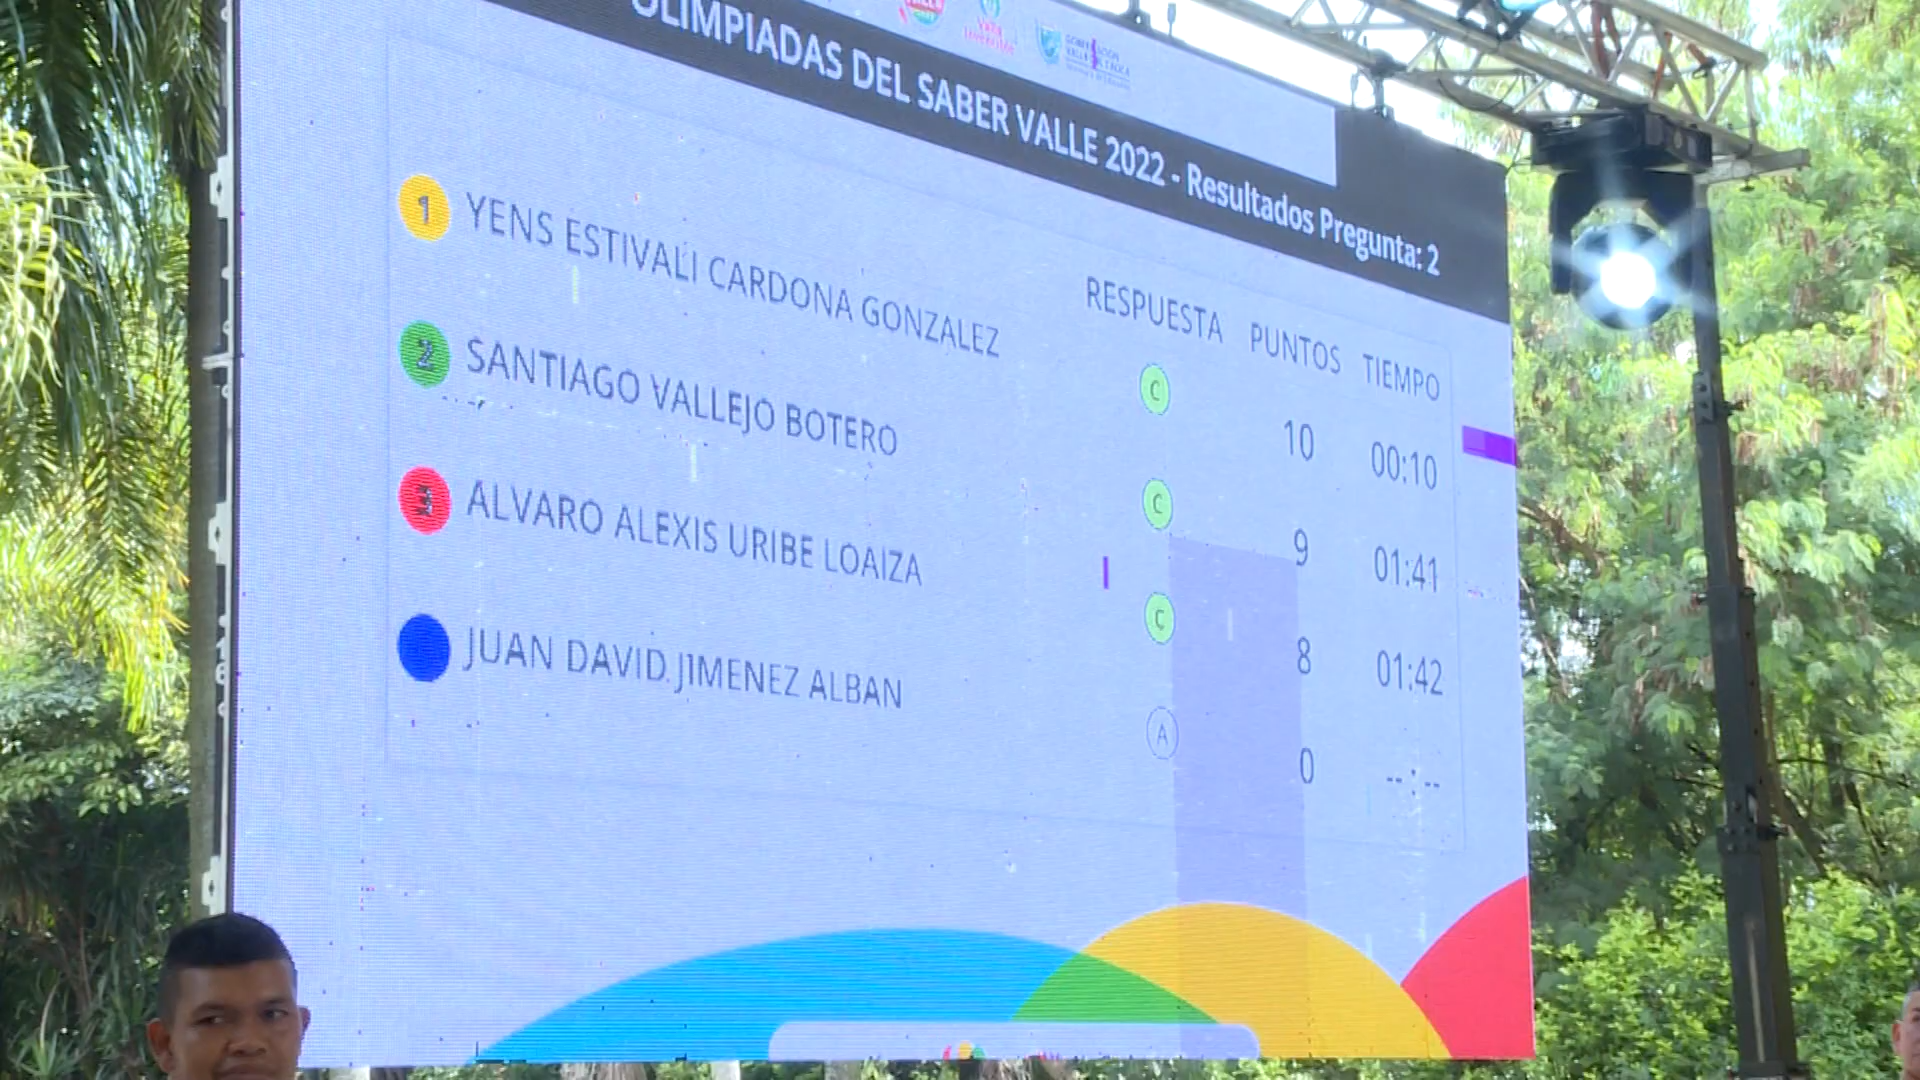 OLIMPIADAS DEL SABER VALLE 2022 - Resultados Pregunta: 2
RESPUESTA PUNTOS TIEMPO
1 YENS ESTIVALI CARDONA GONZALEZ C 10 00:10
2 SANTIAGO VALLEJO BOTERO C 9 01:41
3 ALVARO ALEXIS URIBE LOAIZA C 8 01:42
JUAN DAVID JIMENEZ ALBAN A 0 --:--